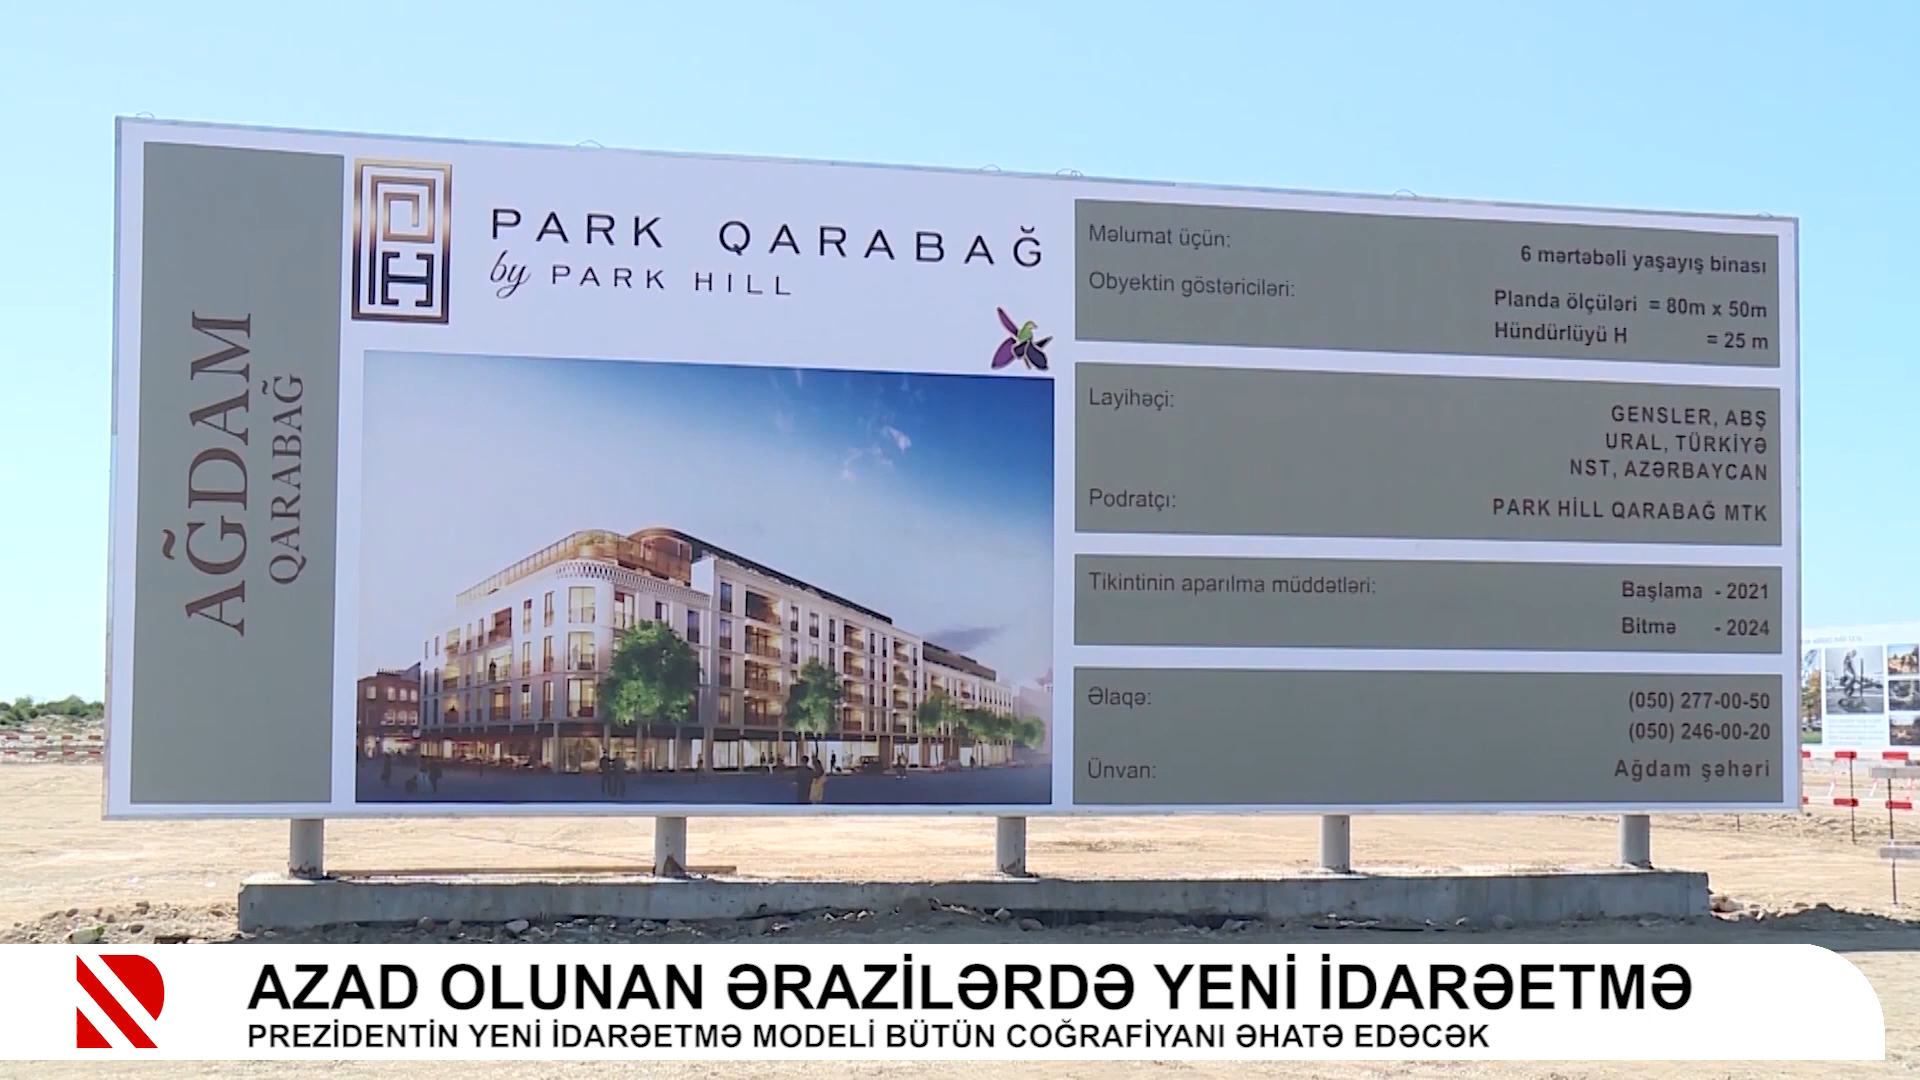 AĞDAM
QARABAĞ
PARK QARABAĞ
by PARK HILL
Məlumat üçün:
6 mərtəbəli yaşayış binası
Obyektin göstəriciləri:
Planda ölçüləri = 80m x 50m
Hündürlüyü H = 25 m
Layihəçi:
GENSLER, ABŞ
URAL, TÜRKİYƏ
NST, AZƏRBAYCAN
Podratçı:
PARK HİLL QARABAĞ MTK
Tikintinin aparılma müddətləri:
Başlama - 2021
Bitmə - 2024
Əlaqə:
(050) 277-00-50
(050) 246-00-20
Ünvan:
Ağdam şəhəri
AZAD OLUNAN ƏRAZİLƏRDƏ YENİ İDARƏETMƏ
PREZİDENTİN YENİ İDARƏETMƏ MODELİ BÜTÜN COĞRAFİYANI ƏHATƏ EDƏCƏK